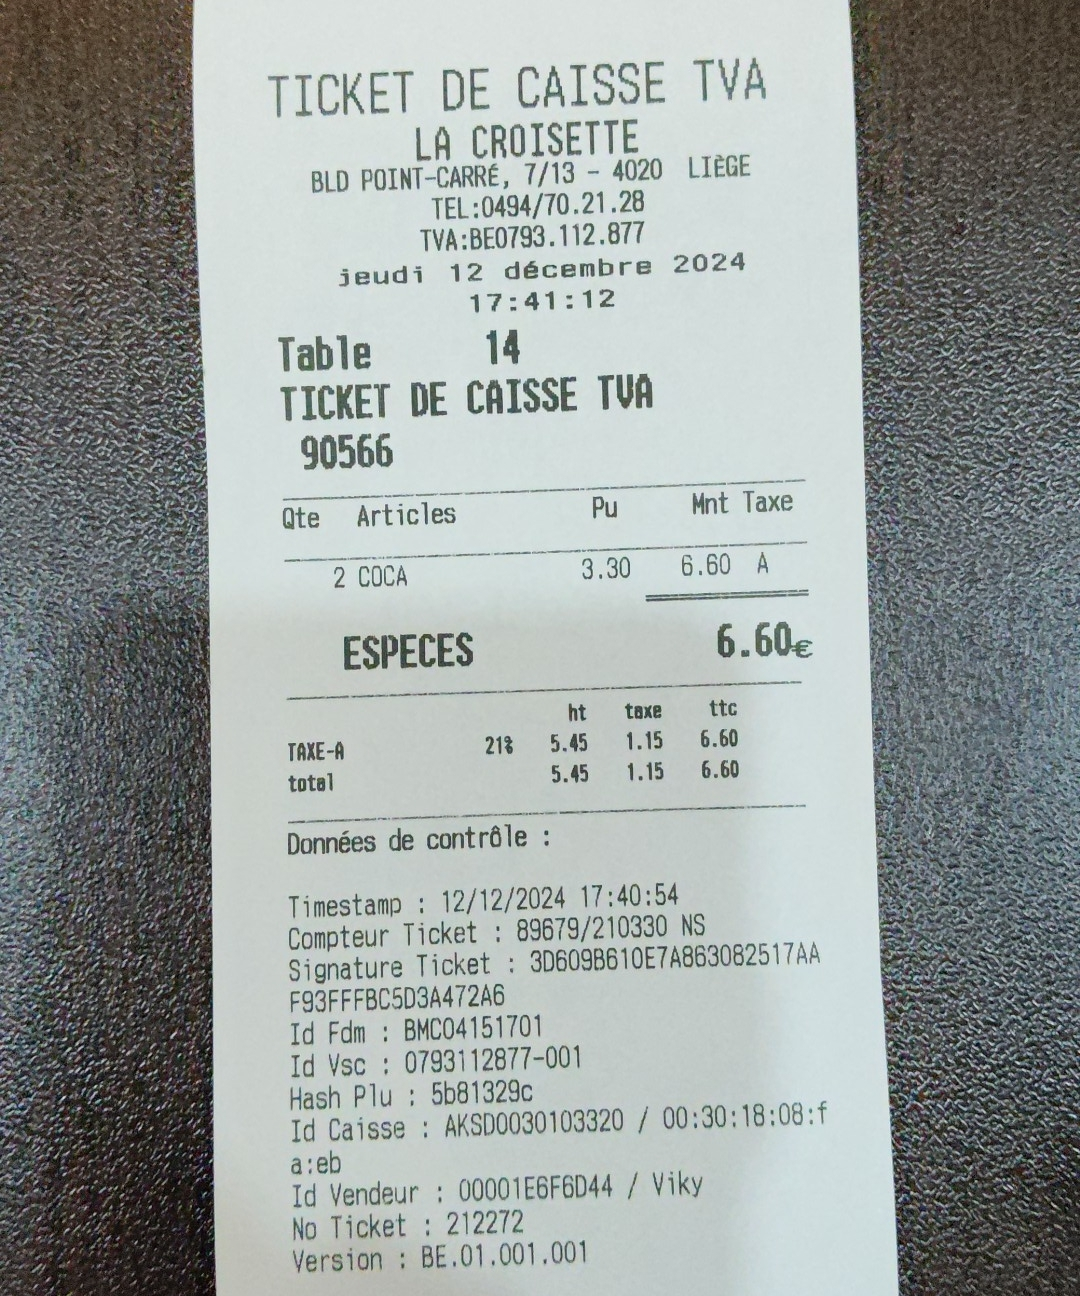 TICKET DE CAISSE TVA
LA CROISETTE
BLD POINT-CARRÉ, 7/13 - 4020 LIÈGE
TEL:0494/70.21.28
TVA:BE0793.112.877
jeudi 12 décembre 2024
17:41:12
Table 14
TICKET DE CAISSE TVA
90566
Qte Articles Pu Mnt Taxe
2 COCA 3.30 6.60 A
ESPECES 6.60€
ht taxe ttc
TAXE-A 21% 5.45 1.15 6.60
total 5.45 1.15 6.60
Données de contrôle :
Timestamp : 12/12/2024 17:40:54
Compteur Ticket : 89679/210330 NS
Signature Ticket : 3D609B610E7A863082517AA
F93FFFBC5D3A472A6
Id Fdm : BMC04151701
Id Vsc : 0793112877-001
Hash Plu : 5b81329c
Id Caisse : AKSD0030103320 / 00:30:18:08:f
a:eb
Id Vendeur : 00001E6F6D44 / Viky
No Ticket : 212272
Version : BE.01.001.001